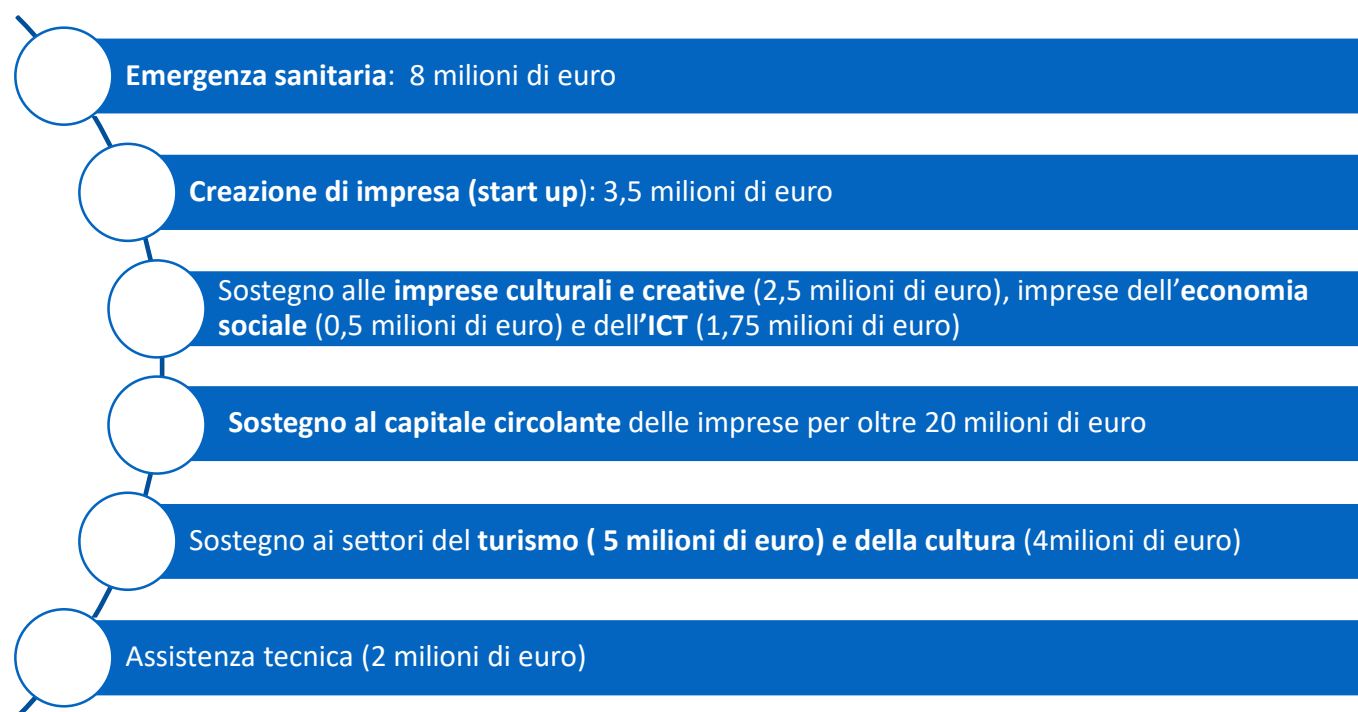 Emergenza sanitaria:  8 milioni di euro
Creazione di impresa (start up): 3,5 milioni di euro
Sostegno alle imprese culturali e creative (2,5 milioni di euro), imprese dell’economia
sociale (0,5 milioni di euro) e dell’ICT (1,75 milioni di euro)
Sostegno al capitale circolante delle imprese per oltre 20 milioni di euro
Sostegno ai settori del turismo ( 5 milioni di euro) e della cultura (4milioni di euro)
Assistenza tecnica (2 milioni di euro)